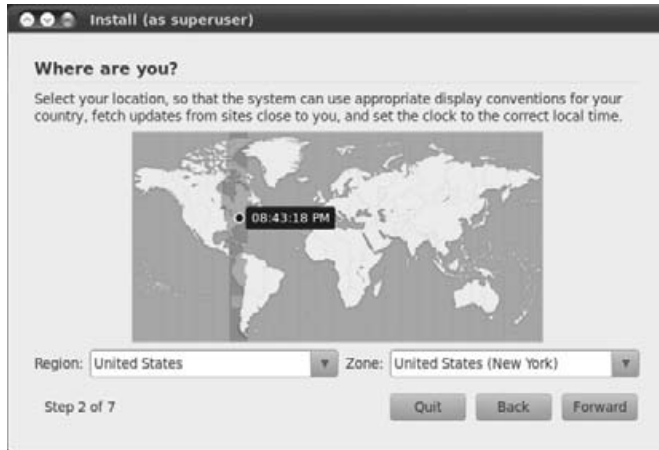 Install (as superuser)
Where are you?
Select your location, so that the system can use appropriate display conventions for your
country, fetch updates from sites close to you, and set the clock to the correct local time.
08:43:18 PM
Region: United States Zone: United States (New York)
Step 2 of 7 Quit Back Forward